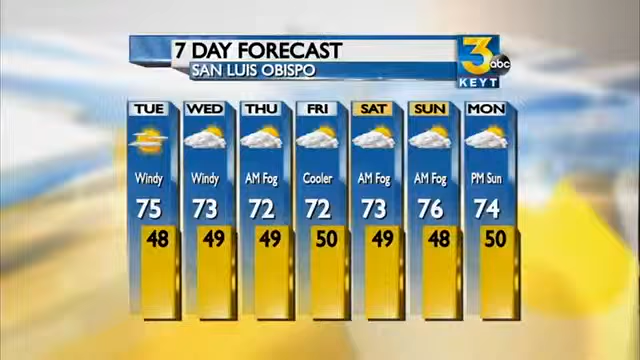 7 DAY FORECAST
SAN LUIS OBISPO
3 abc
KEYT
TUE WED THU FRI SAT SUN MON
Windy Windy AM Fog Cooler AM Fog AM Fog PM Sun
75 73 72 72 73 76 74
48 49 49 50 49 48 50